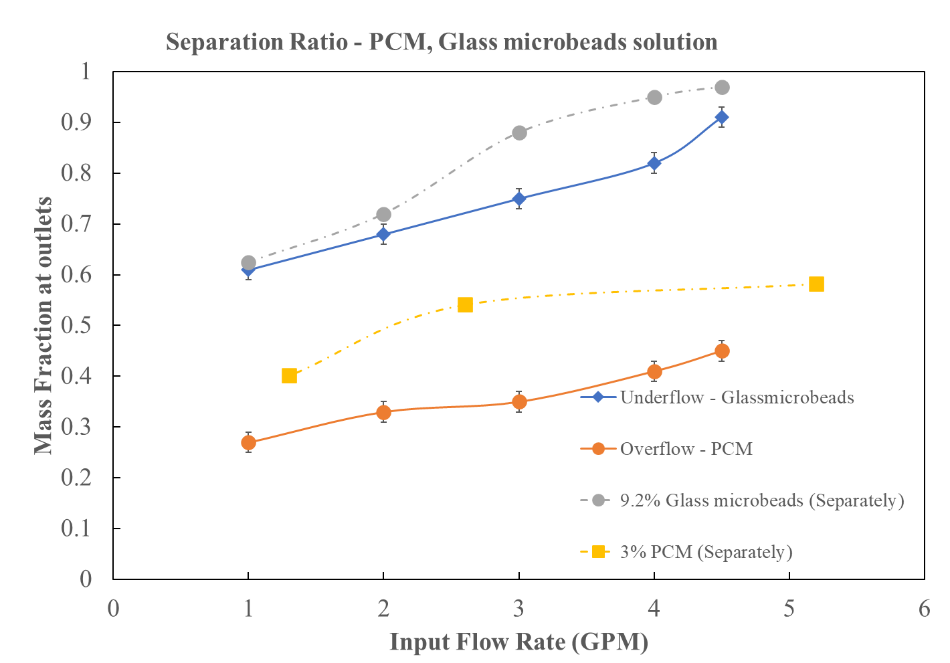 Separation Ratio - PCM, Glass microbeads solution
Mass Fraction at outlets
1
0.9
0.8
0.7
0.6
0.5
0.4
0.3
0.2
0.1
0
Underflow - Glassmicrobeads
Overflow - PCM
9.2% Glass microbeads (Separately)
3% PCM (Separately)
0 1 2 3 4 5 6
Input Flow Rate (GPM)